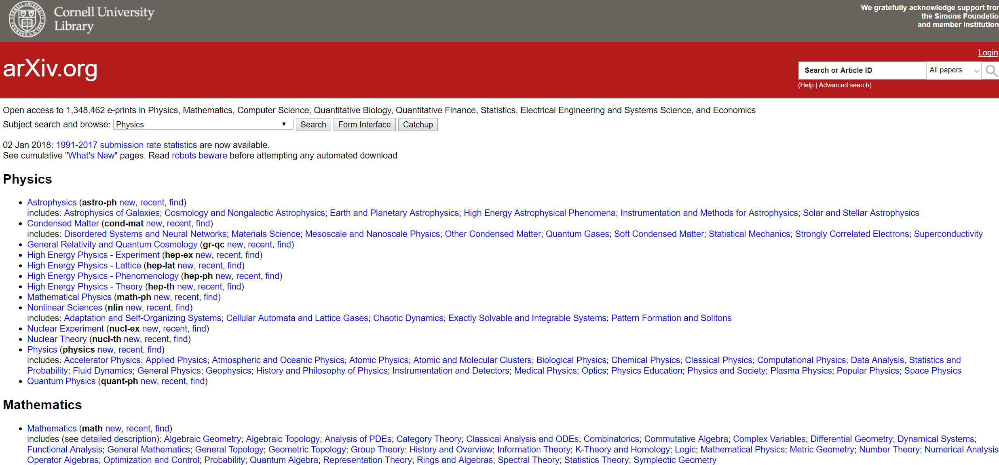 Cornell University
Library
We gratefully acknowledge support from
the Simons Foundatio
and member institution
Login
arXiv.org
Search or Article ID All papers
(Help | Advanced search)
Open access to 1,348,462 e-prints in Physics, Mathematics, Computer Science, Quantitative Biology, Quantitative Finance, Statistics, Electrical Engineering and Systems Science, and Economics
Subject search and browse: Physics Search Form Interface Catchup
02 Jan 2018: 1991-2017 submission rate statistics are now available.
See cumulative "What's New" pages. Read robots beware before attempting any automated download
Physics
Astrophysics (astro-ph new, recent, find)
includes: Astrophysics of Galaxies; Cosmology and Nongalactic Astrophysics; Earth and Planetary Astrophysics; High Energy Astrophysical Phenomena; Instrumentation and Methods for Astrophysics; Solar and Stellar Astrophysics
Condensed Matter (cond-mat new, recent, find)
includes: Disordered Systems and Neural Networks; Materials Science; Mesoscale and Nanoscale Physics; Other Condensed Matter; Quantum Gases; Soft Condensed Matter; Statistical Mechanics; Strongly Correlated Electrons; Superconductivity
General Relativity and Quantum Cosmology (gr-qc new, recent, find)
High Energy Physics - Experiment (hep-ex new, recent, find)
High Energy Physics - Lattice (hep-lat new, recent, find)
High Energy Physics - Phenomenology (hep-ph new, recent, find)
High Energy Physics - Theory (hep-th new, recent, find)
Mathematical Physics (math-ph new, recent, find)
Nonlinear Sciences (nlin new, recent, find)
includes: Adaptation and Self-Organizing Systems; Cellular Automata and Lattice Gases; Chaotic Dynamics; Exactly Solvable and Integrable Systems; Pattern Formation and Solitons
Nuclear Experiment (nucl-ex new, recent, find)
Nuclear Theory (nucl-th new, recent, find)
Physics (physics new, recent, find)
includes: Accelerator Physics; Applied Physics; Atmospheric and Oceanic Physics; Atomic Physics; Atomic and Molecular Clusters; Biological Physics; Chemical Physics; Classical Physics; Computational Physics; Data Analysis, Statistics and
Probability; Fluid Dynamics; General Physics; Geophysics; History and Philosophy of Physics; Instrumentation and Detectors; Medical Physics; Optics; Physics Education; Physics and Society; Plasma Physics; Popular Physics; Space Physics
Quantum Physics (quant-ph new, recent, find)
Mathematics
Mathematics (math new, recent, find)
includes (see detailed description): Algebraic Geometry; Algebraic Topology; Analysis of PDEs; Category Theory; Classical Analysis and ODEs; Combinatorics; Commutative Algebra; Complex Variables; Differential Geometry; Dynamical Systems;
Functional Analysis; General Mathematics; General Topology; Geometric Topology; Group Theory; History and Overview; Information Theory; K-Theory and Homology; Logic; Mathematical Physics; Metric Geometry; Number Theory; Numerical Analysis
Operator Algebras; Optimization and Control; Probability; Quantum Algebra; Representation Theory; Rings and Algebras; Spectral Theory; Statistics Theory; Symplectic Geometry